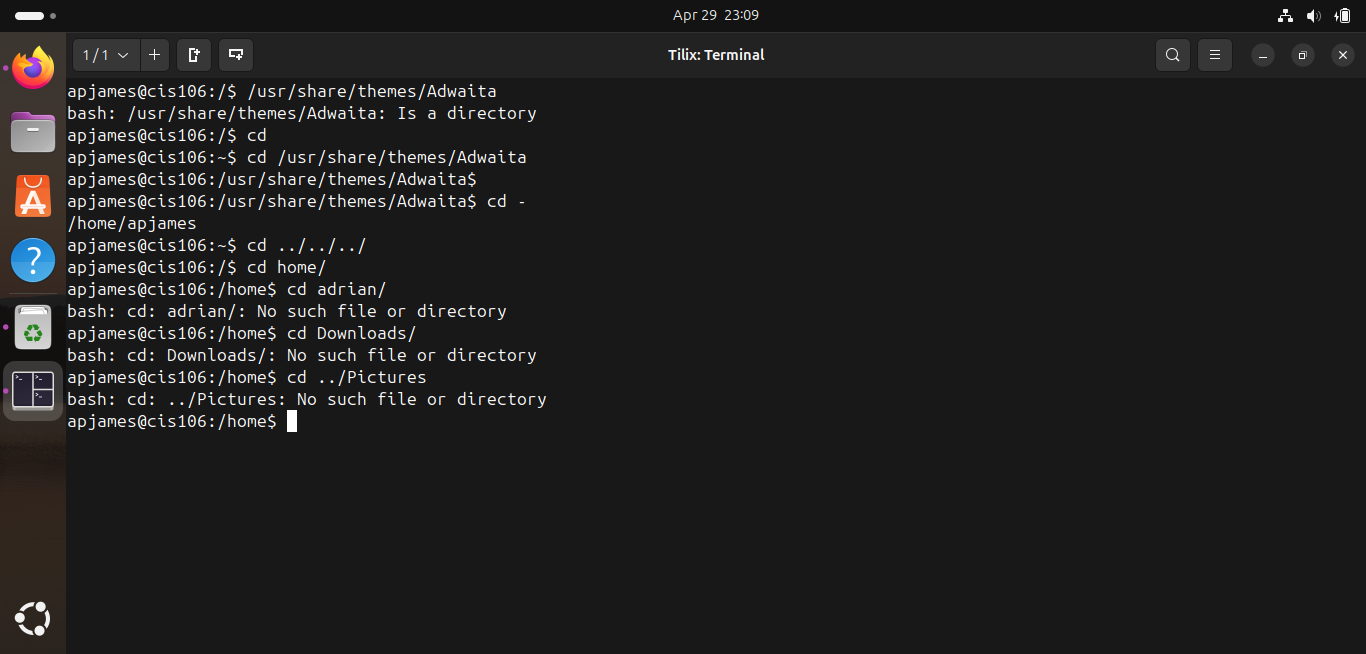 Apr 29 23:09
1 / 1
Tilix: Terminal
apjames@cis106:/$ /usr/share/themes/Adwaita
bash: /usr/share/themes/Adwaita: Is a directory
apjames@cis106:/$ cd
apjames@cis106:~$ cd /usr/share/themes/Adwaita
apjames@cis106:/usr/share/themes/Adwaita$
apjames@cis106:/usr/share/themes/Adwaita$ cd -
/home/apjames
apjames@cis106:~$ cd ../../../
apjames@cis106:/$ cd home/
apjames@cis106:/home$ cd adrian/
bash: cd: adrian/: No such file or directory
apjames@cis106:/home$ cd Downloads/
bash: cd: Downloads/: No such file or directory
apjames@cis106:/home$ cd ../Pictures
bash: cd: ../Pictures: No such file or directory
apjames@cis106:/home$